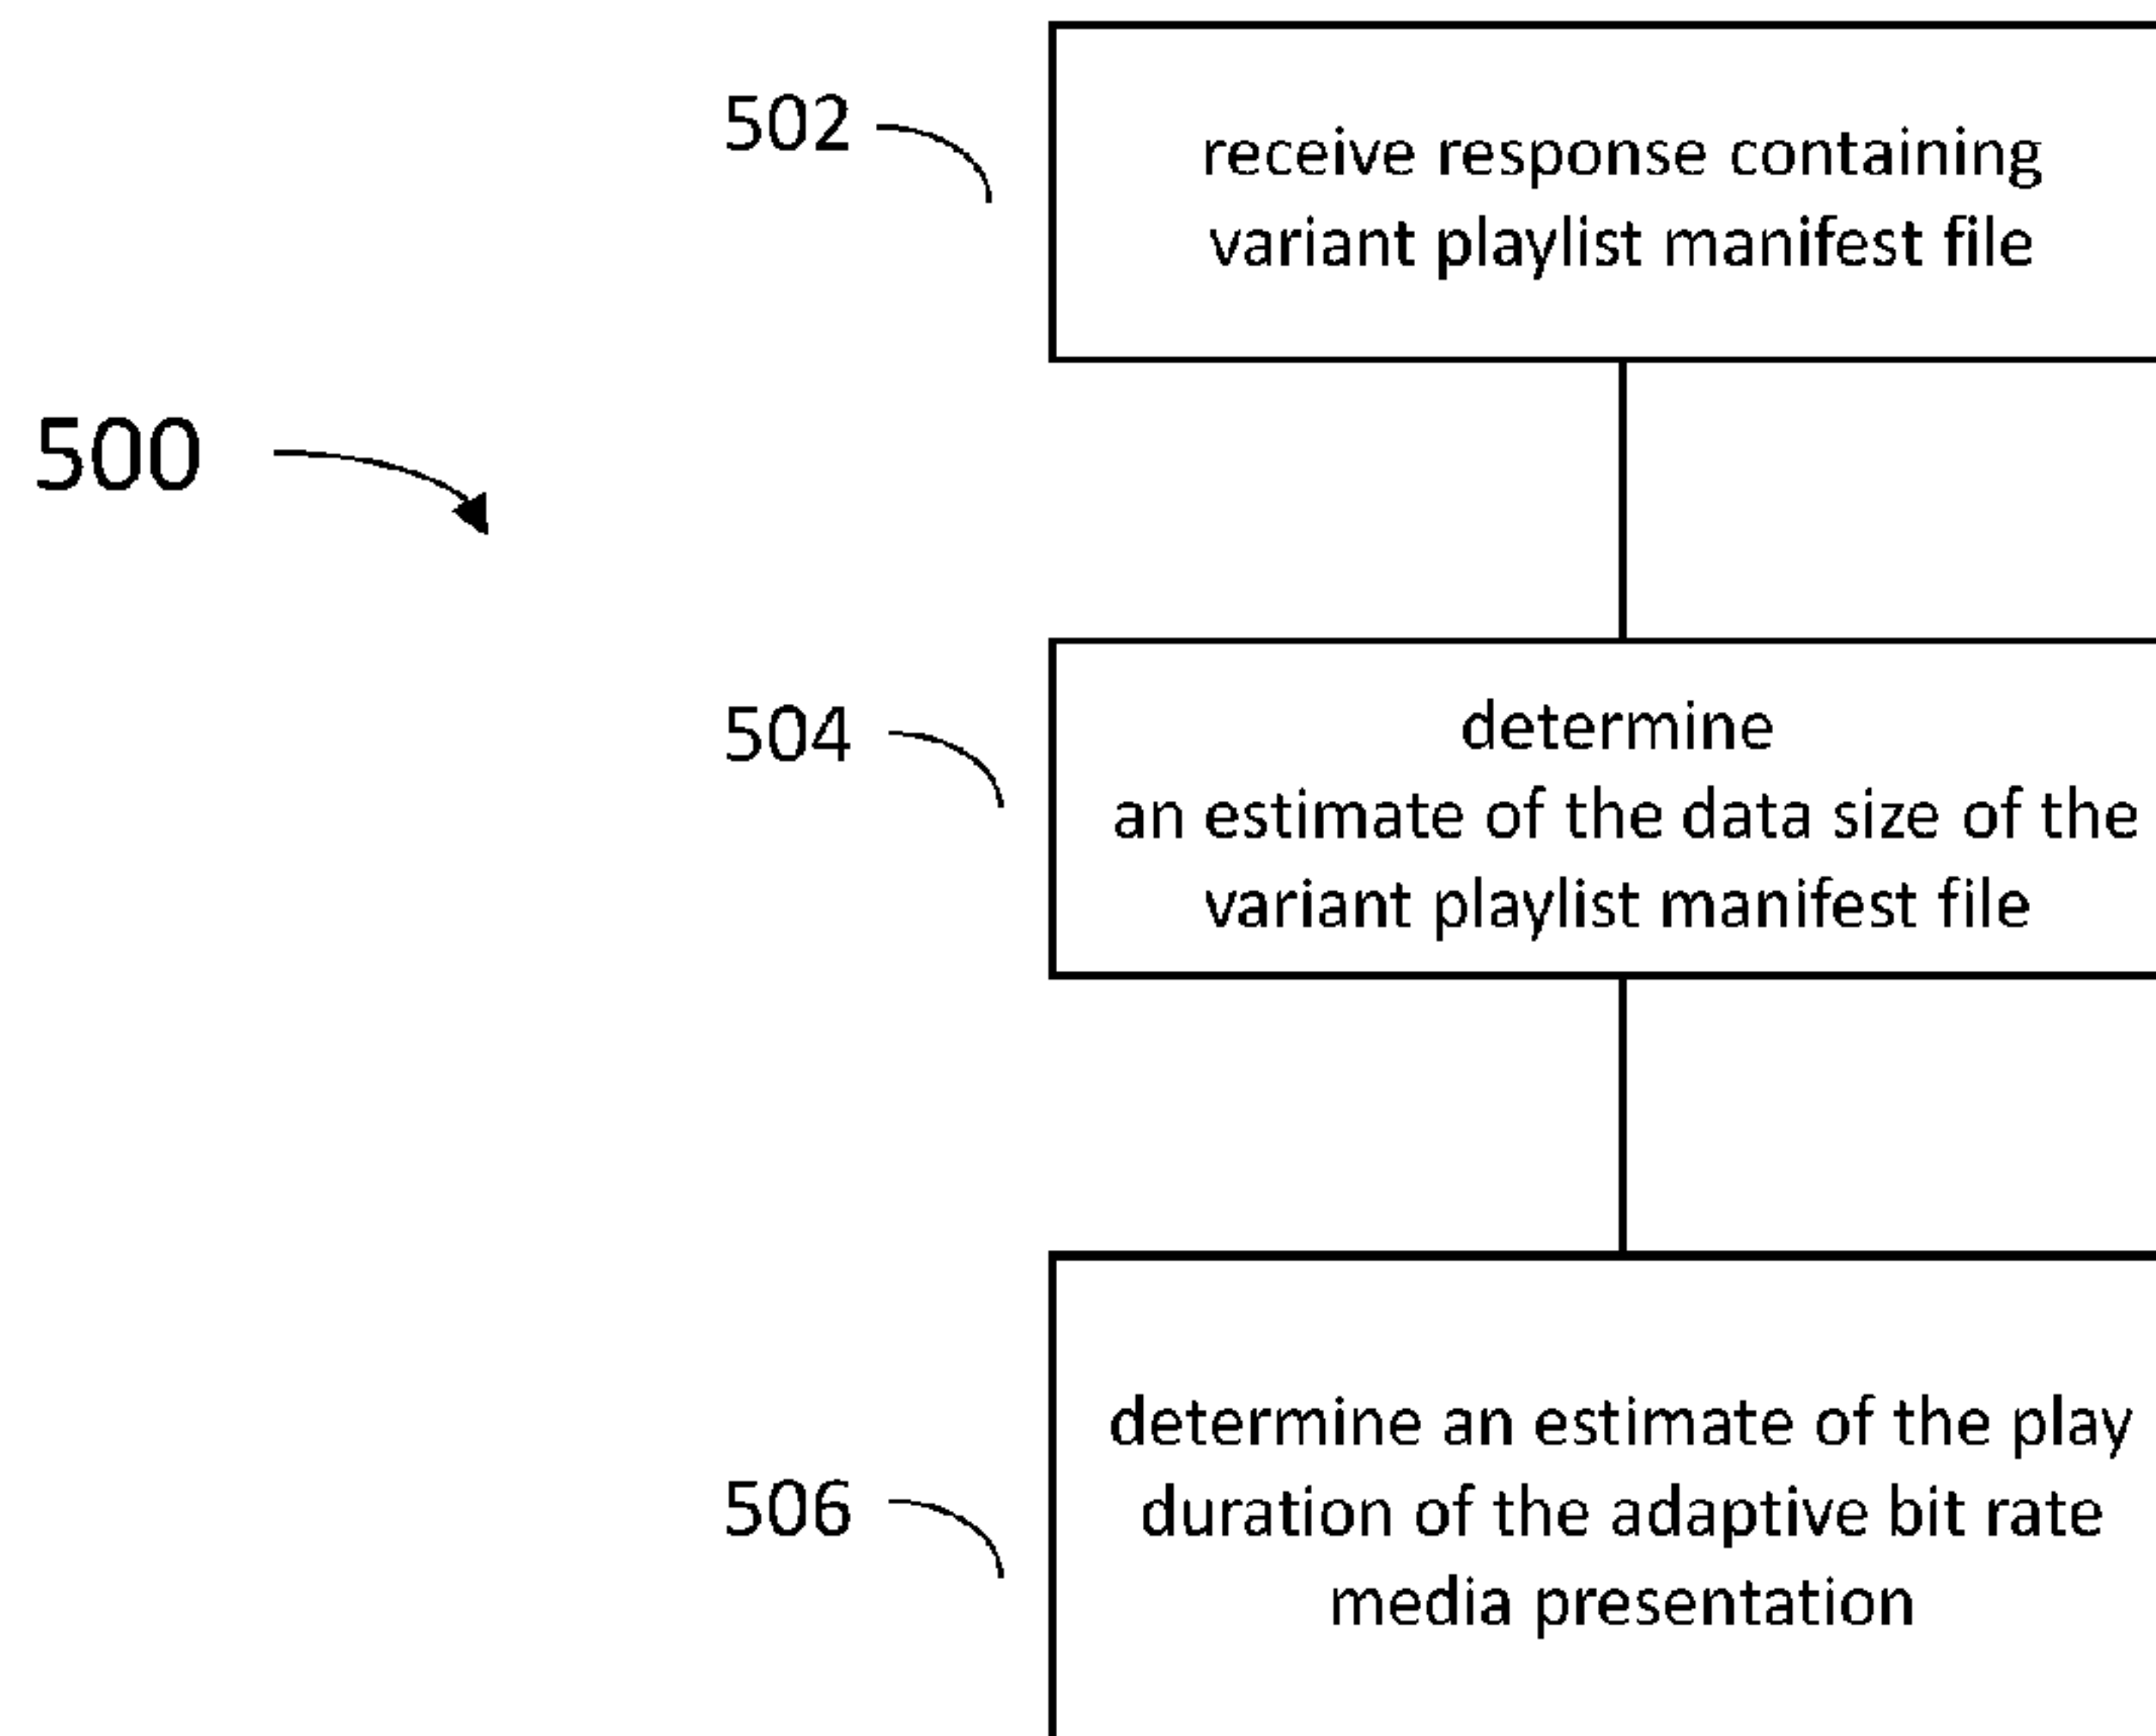 502
receive response containing
variant playlist manifest file
500
504
determine
an estimate of the data size of the
variant playlist manifest file
506
determine an estimate of the play
duration of the adaptive bit rate
media presentation